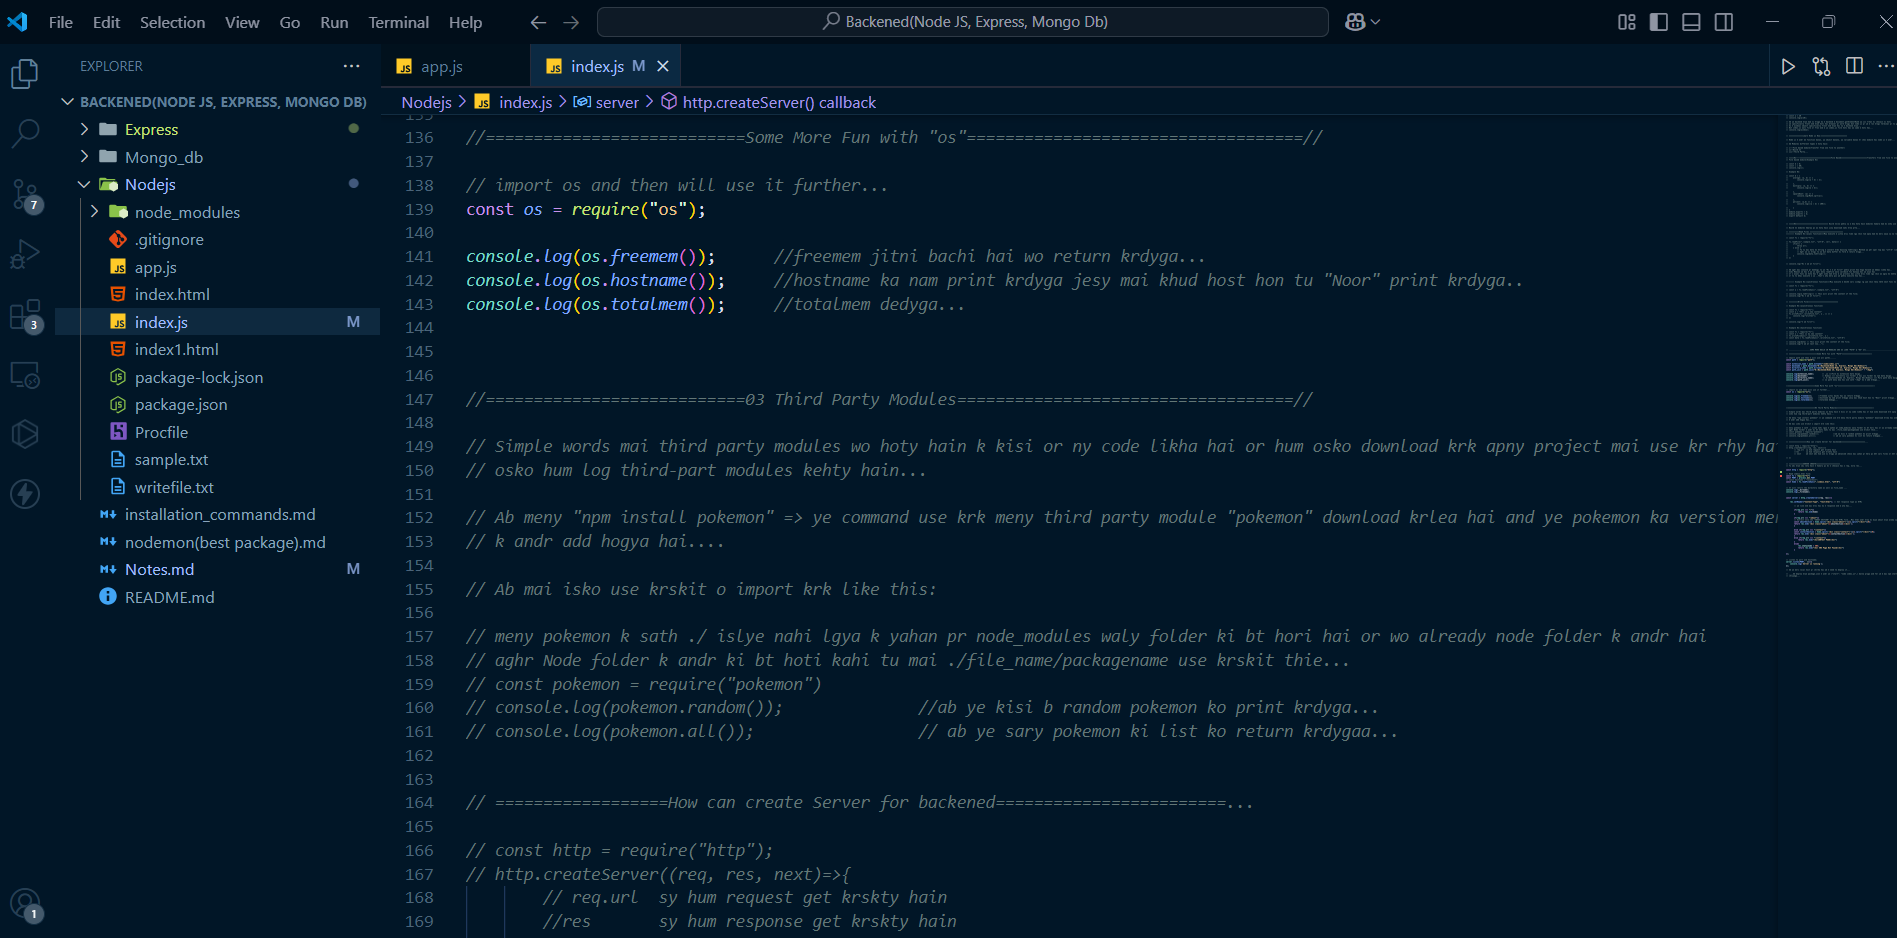 File Edit Selection View Go Run Terminal Help
Backened(Node JS, Express, Mongo Db)
EXPLORER
app.js
index.js M
Nodejs > index.js > server > http.createServer() callback
BACKENED(NODE JS, EXPRESS, MONGO DB)
Express
Mongo_db
Nodejs
node_modules
.gitignore
app.js
index.html
index.js M
index1.html
package-lock.json
package.json
Procfile
sample.txt
writefile.txt
installation_commands.md
nodemon(best package).md
Notes.md M
README.md
7
3
1
136 //===========================Some More Fun with "os"===================================//
137
138 // import os and then will use it further...
139 const os = require("os");
140
141 console.log(os.freemem()); //freemem jitni bachi hai wo return krdyga...
142 console.log(os.hostname()); //hostname ka nam print krdyga jesy mai khud host hon tu "Noor" print krdyga..
143 console.log(os.totalmem()); //totalmem dedyga...
144
145
146
147 //===========================03 Third Party Modules===================================//
148
149 // Simple words mai third party modules wo hoty hain k kisi or ny code likha hai or hum osko download krk apny project mai use kr rhy ha
150 // osko hum log third-part modules kehty hain...
151
152 // Ab meny "npm install pokemon" => ye command use krk meny third party module "pokemon" download krlea hai and ye pokemon ka version me
153 // k andr add hogya hai....
154
155 // Ab mai isko use krskit o import krk like this:
156
157 // meny pokemon k sath ./ islye nahi lgya k yahan pr node_modules waly folder ki bt hori hai or wo already node folder k andr hai
158 // aghr Node folder k andr ki bt hoti kahi tu mai ./file_name/packagename use krskit thie...
159 // const pokemon = require("pokemon")
160 // console.log(pokemon.random()); //ab ye kisi b random pokemon ko print krdyga...
161 // console.log(pokemon.all()); // ab ye sary pokemon ki list ko return krdygaa...
162
163
164 // ==================How can create Server for backened========================...
165
166 // const http = require("http");
167 // http.createServer((req, res, next)=>{
168 // req.url sy hum request get krskty hain
169 //res sy hum response get krskty hain